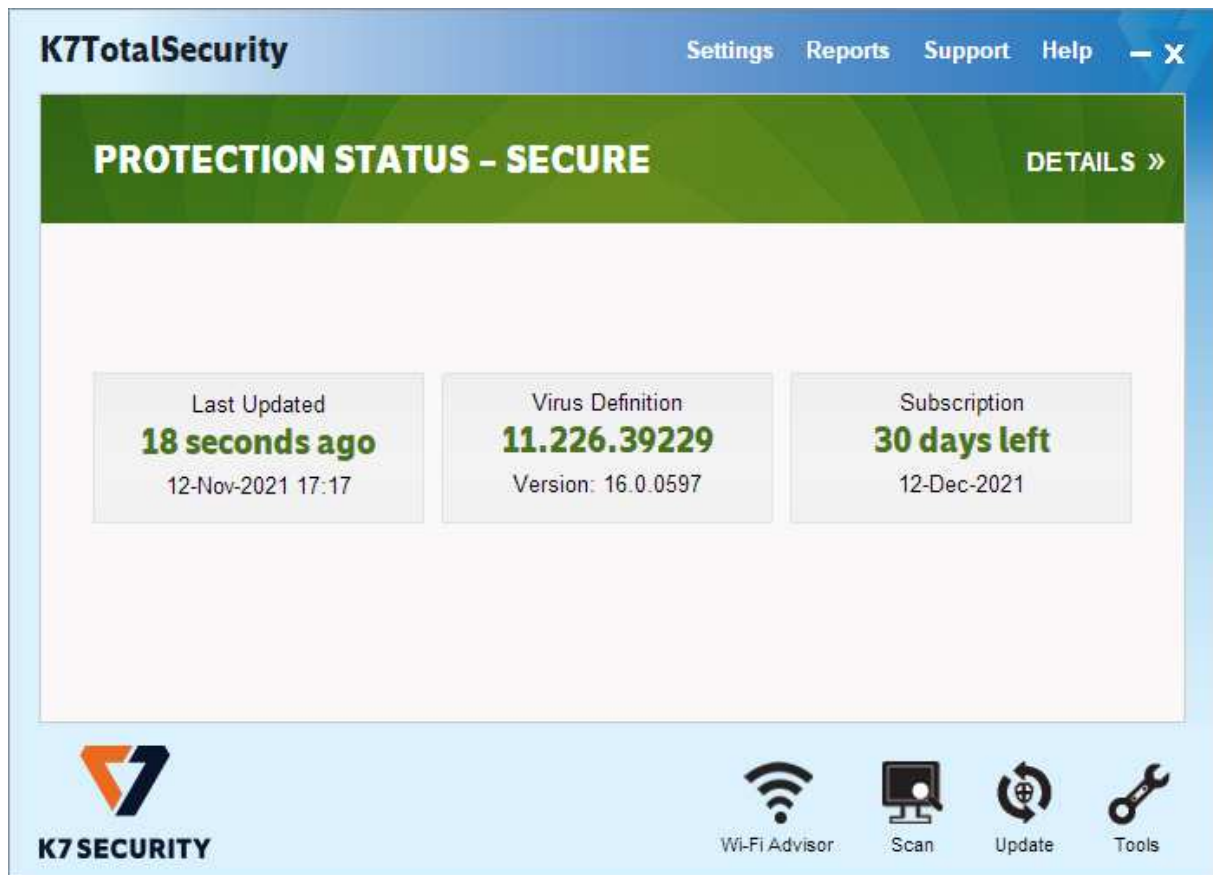 K7TotalSecurity
Settings Reports Support Help
PROTECTION STATUS – SECURE
DETAILS »
Last Updated
18 seconds ago
12-Nov-2021 17:17
Virus Definition
11.226.39229
Version: 16.0.0597
Subscription
30 days left
12-Dec-2021
K7 SECURITY
Wi-Fi Advisor
Scan
Update
Tools